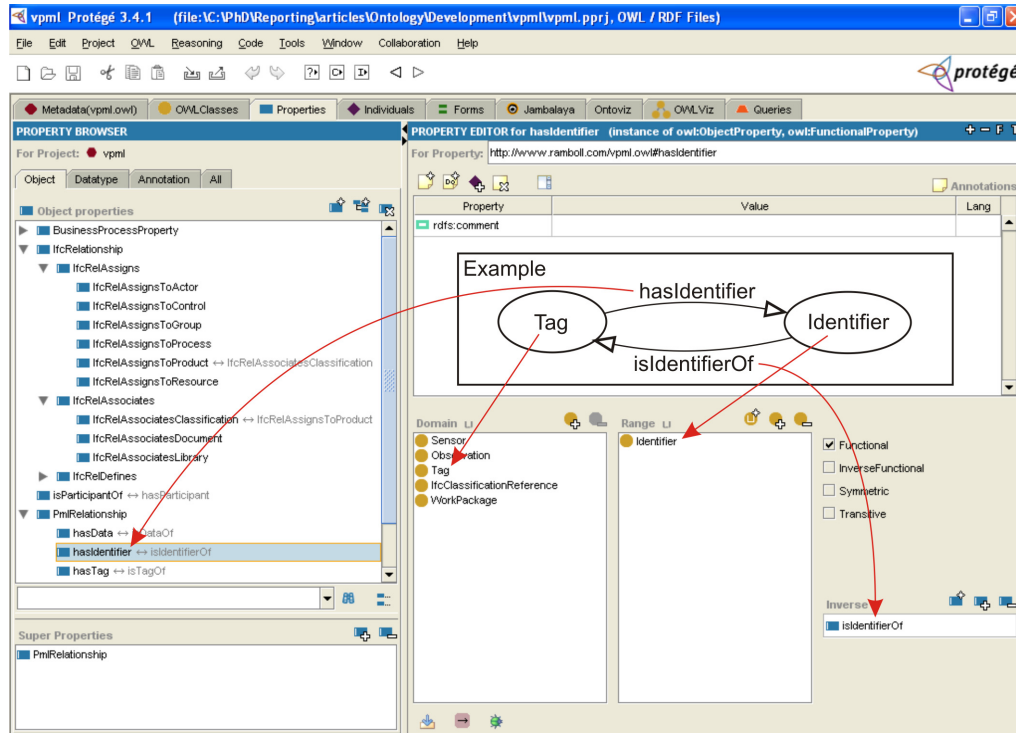 vpml Protégé 3.4.1 (file:\C:\PhD\Reporting\articles\Ontology\Development\vpml\vpml.pprj, OWL / RDF Files)
File Edit Project OWL Reasoning Code Tools Window Collaboration Help
protégé
Metadata(vpml.owl) OWLClasses Properties Individuals Forms Jambalaya Ontoviz OWLViz Queries
PROPERTY BROWSER
For Project: vpml
Object Datatype Annotation All
Object properties
BusinessProcessProperty
IfcRelationship
IfcRelAssigns
IfcRelAssignsToActor
IfcRelAssignsToControl
IfcRelAssignsToGroup
IfcRelAssignsToProcess
IfcRelAssignsToProduct ↔ IfcRelAssociatesClassification
IfcRelAssignsToResource
IfcRelAssociates
IfcRelAssociatesClassification ↔ IfcRelAssignsToProduct
IfcRelAssociatesDocument
IfcRelAssociatesLibrary
IfcRelDefines
isParticipantOf ↔ hasParticipant
PmlRelationship
hasData ↔ DataOf
hasIdentifier ↔ isIdentifierOf
hasTag ↔ isTagOf
Super Properties
PmlRelationship
PROPERTY EDITOR for hasIdentifier (instance of owl:ObjectProperty, owl:FunctionalProperty)
For Property: http://www.ramboll.com/vpml.owl#hasIdentifier
Annotations
Property Value Lang
rdfs:comment
Example
hasIdentifier
Tag Identifier
isIdentifierOf
Domain
Sensor
Observation
Tag
IfcClassificationReference
WorkPackage
Range
Identifier
Functional
InverseFunctional
Symmetric
Transitive
Inverse
isIdentifierOf